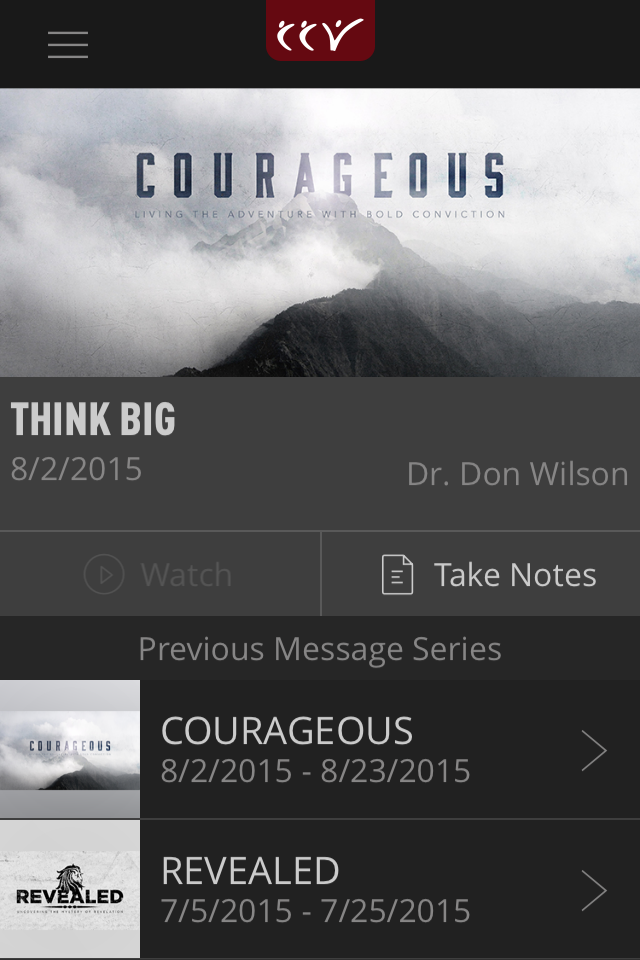 CCV
COURAGEOUS
LIVING THE ADVENTURE WITH BOLD CONVICTION
THINK BIG
8/2/2015
Dr. Don Wilson
Watch
Take Notes
Previous Message Series
COURAGEOUS
COURAGEOUS
8/2/2015 - 8/23/2015
REVEALED
UNCOVERING THE MYSTERY OF REVELATION
REVEALED
7/5/2015 - 7/25/2015